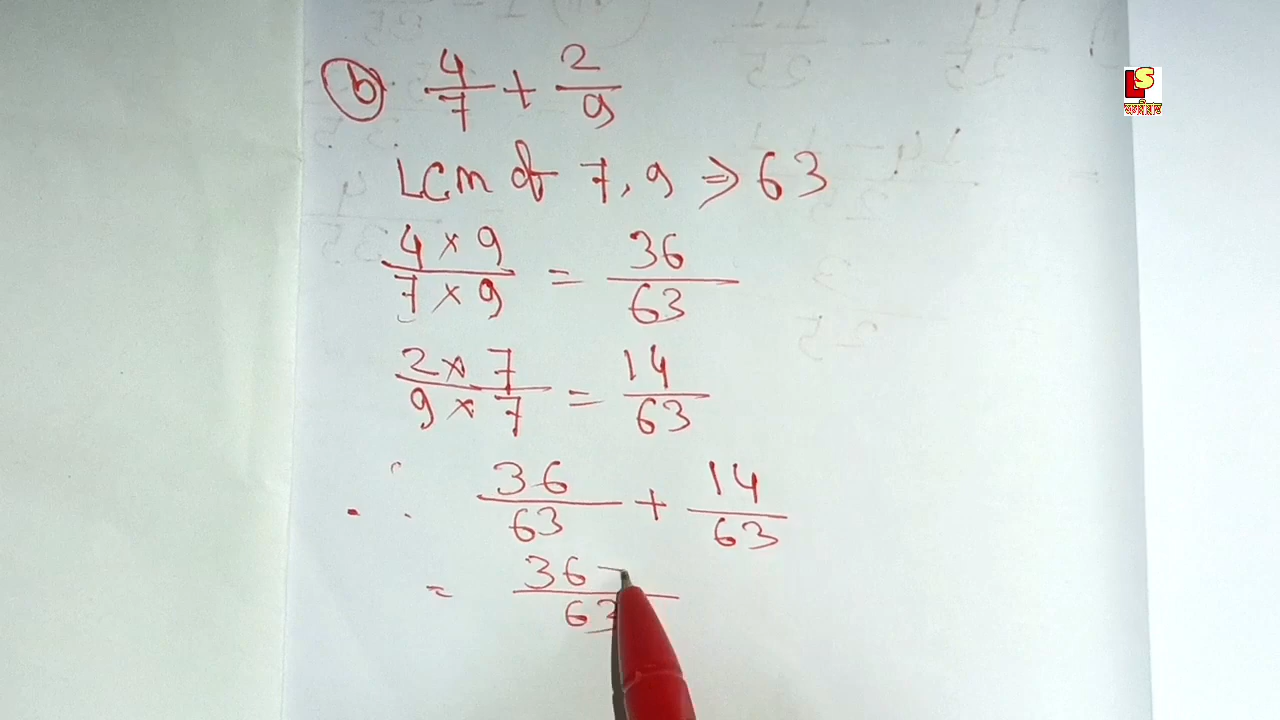 b 4/7 + 2/9
LCM of 7, 9 ⇒ 63
4 × 9 / 7 × 9 = 36/63
2 × 7 / 9 × 7 = 14/63
∴ 36/63 + 14/63
= 36 / 63
LS